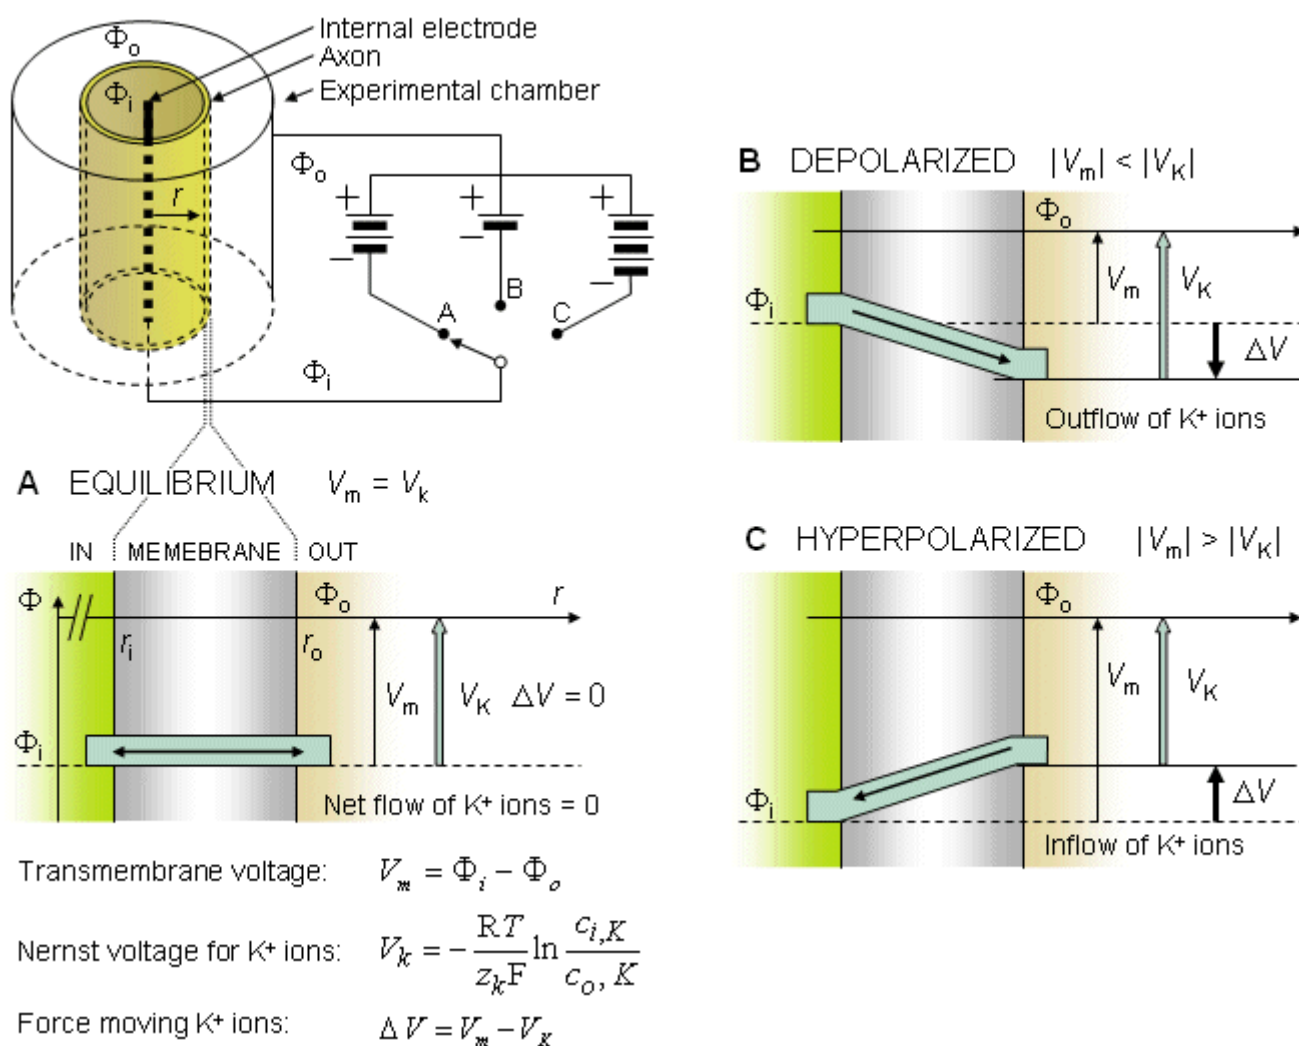 Φo
Internal electrode
Axon
Φi
Experimental chamber
Φo
r
+
+
+
−
−
−
A
B
C
Φi
A EQUILIBRIUM Vm = Vk
IN MEMEBRANE OUT
Φ
Φo
r
ri
ro
Vm
VK
ΔV = 0
Φi
Net flow of K+ ions = 0
Transmembrane voltage: Vm = Φi − Φo
Nernst voltage for K+ ions: Vk = − RT/zkF ln ci,K/co, K
Force moving K+ ions: ΔV = Vm − VK
B DEPOLARIZED |Vm| < |VK|
Φo
Vm
VK
Φi
ΔV
Outflow of K+ ions
C HYPERPOLARIZED |Vm| > |VK|
Φo
Vm
VK
Φi
ΔV
Inflow of K+ ions